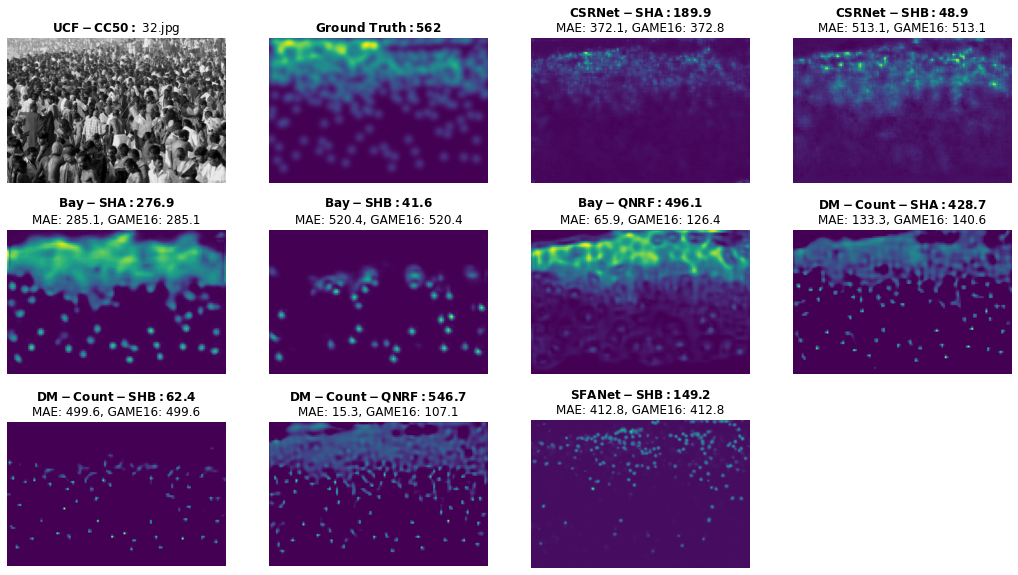 UCF − CC50 : 32.jpg
Ground Truth : 562
CSRNet − SHA : 189.9
MAE: 372.1, GAME16: 372.8
CSRNet − SHB : 48.9
MAE: 513.1, GAME16: 513.1
Bay − SHA : 276.9
MAE: 285.1, GAME16: 285.1
Bay − SHB : 41.6
MAE: 520.4, GAME16: 520.4
Bay − QNRF : 496.1
MAE: 65.9, GAME16: 126.4
DM − Count − SHA : 428.7
MAE: 133.3, GAME16: 140.6
DM − Count − SHB : 62.4
MAE: 499.6, GAME16: 499.6
DM − Count − QNRF : 546.7
MAE: 15.3, GAME16: 107.1
SFANet − SHB : 149.2
MAE: 412.8, GAME16: 412.8